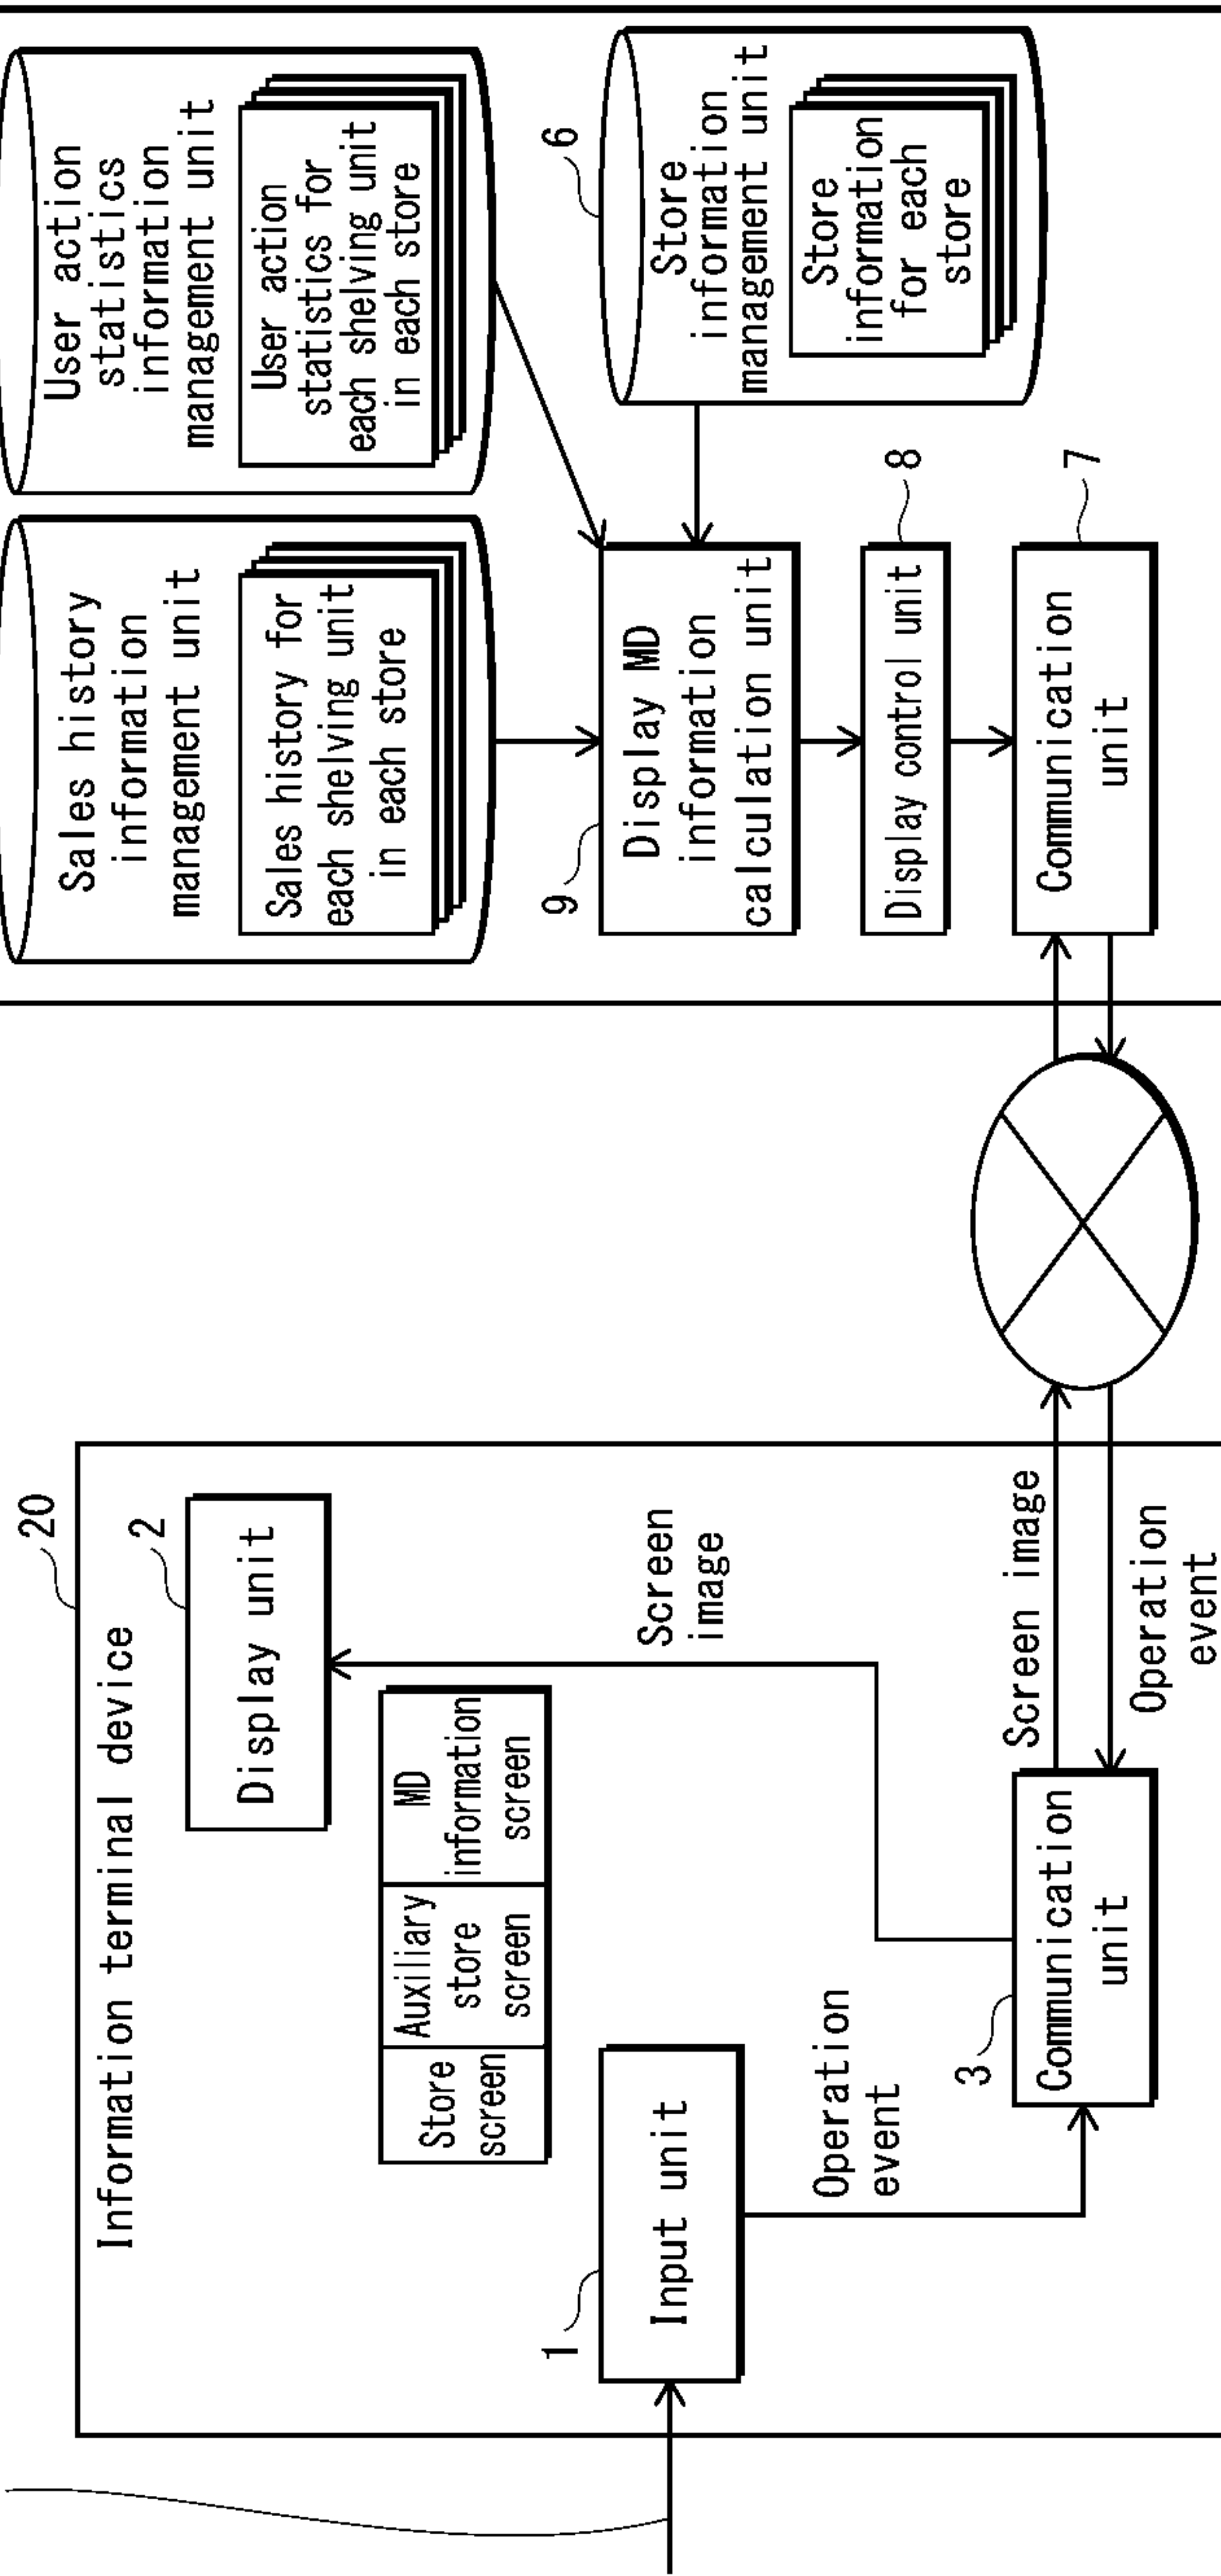 20
Information terminal device
2
Display unit
Store
screen
Auxiliary
store
screen
MD
information
screen
1
Input unit
Screen
image
Operation
event
3
Communication
unit
Screen image
Operation
event
Sales history
information
management unit
Sales history for
each shelving unit
in each store
User action
statistics
information
management unit
User action
statistics for
each shelving unit
in each store
9
Display MD
information
calculation unit
6
Store
information
management unit
Store
information
for each
store
Display control unit
8
Communication
unit
7